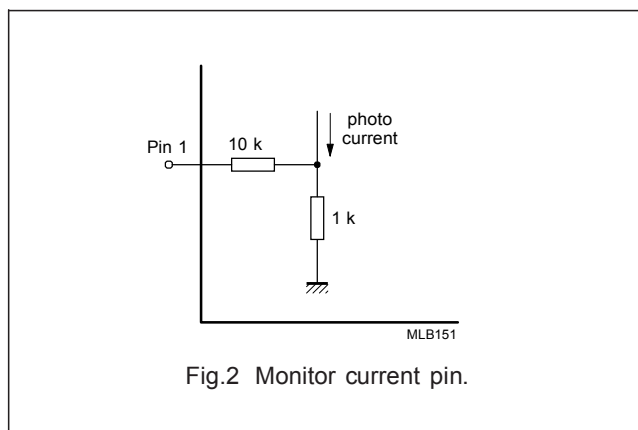 photo
current
Pin 1
10 k
1 k
MLB151
Fig.2 Monitor current pin.